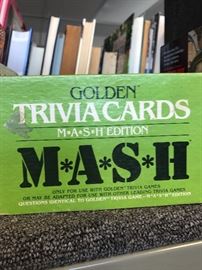 GOLDEN
TRIVIA CARDS
M*A*S*H EDITION
M*A*S*H
ONLY FOR USE WITH GOLDEN TRIVIA GAMES
OR MAY BE ADAPTED FOR USE WITH OTHER LEADING TRIVIA GAMES
QUESTIONS IDENTICAL TO GOLDEN TRIVIA GAME - M*A*S*H EDITION